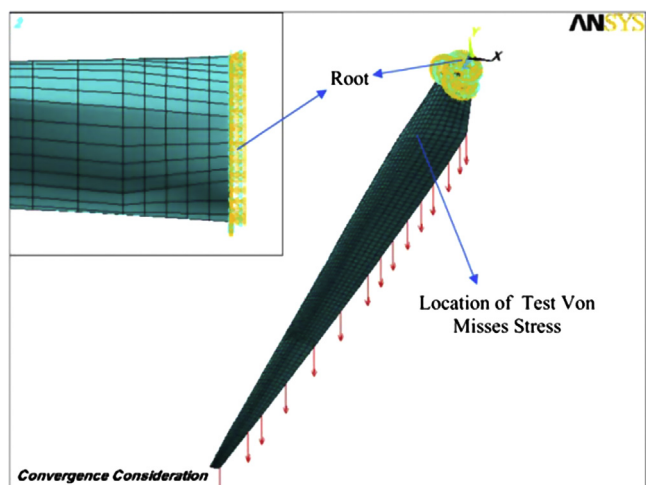 ANSYS
Y
X
Root
Location of Test Von
Misses Stress
Convergence Consideration